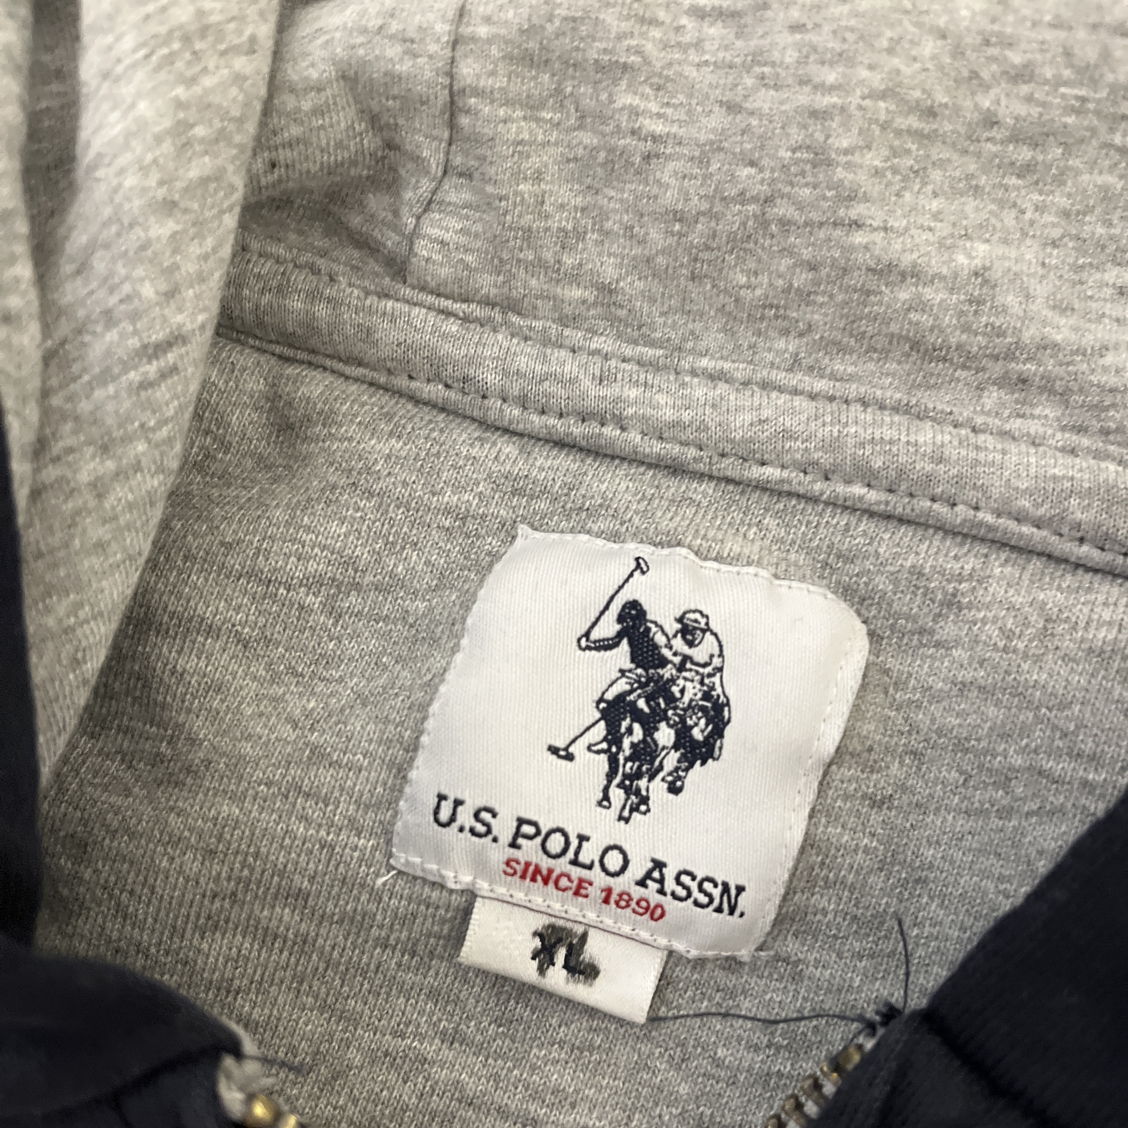 U.S. POLO ASSN.
SINCE 1890
XL